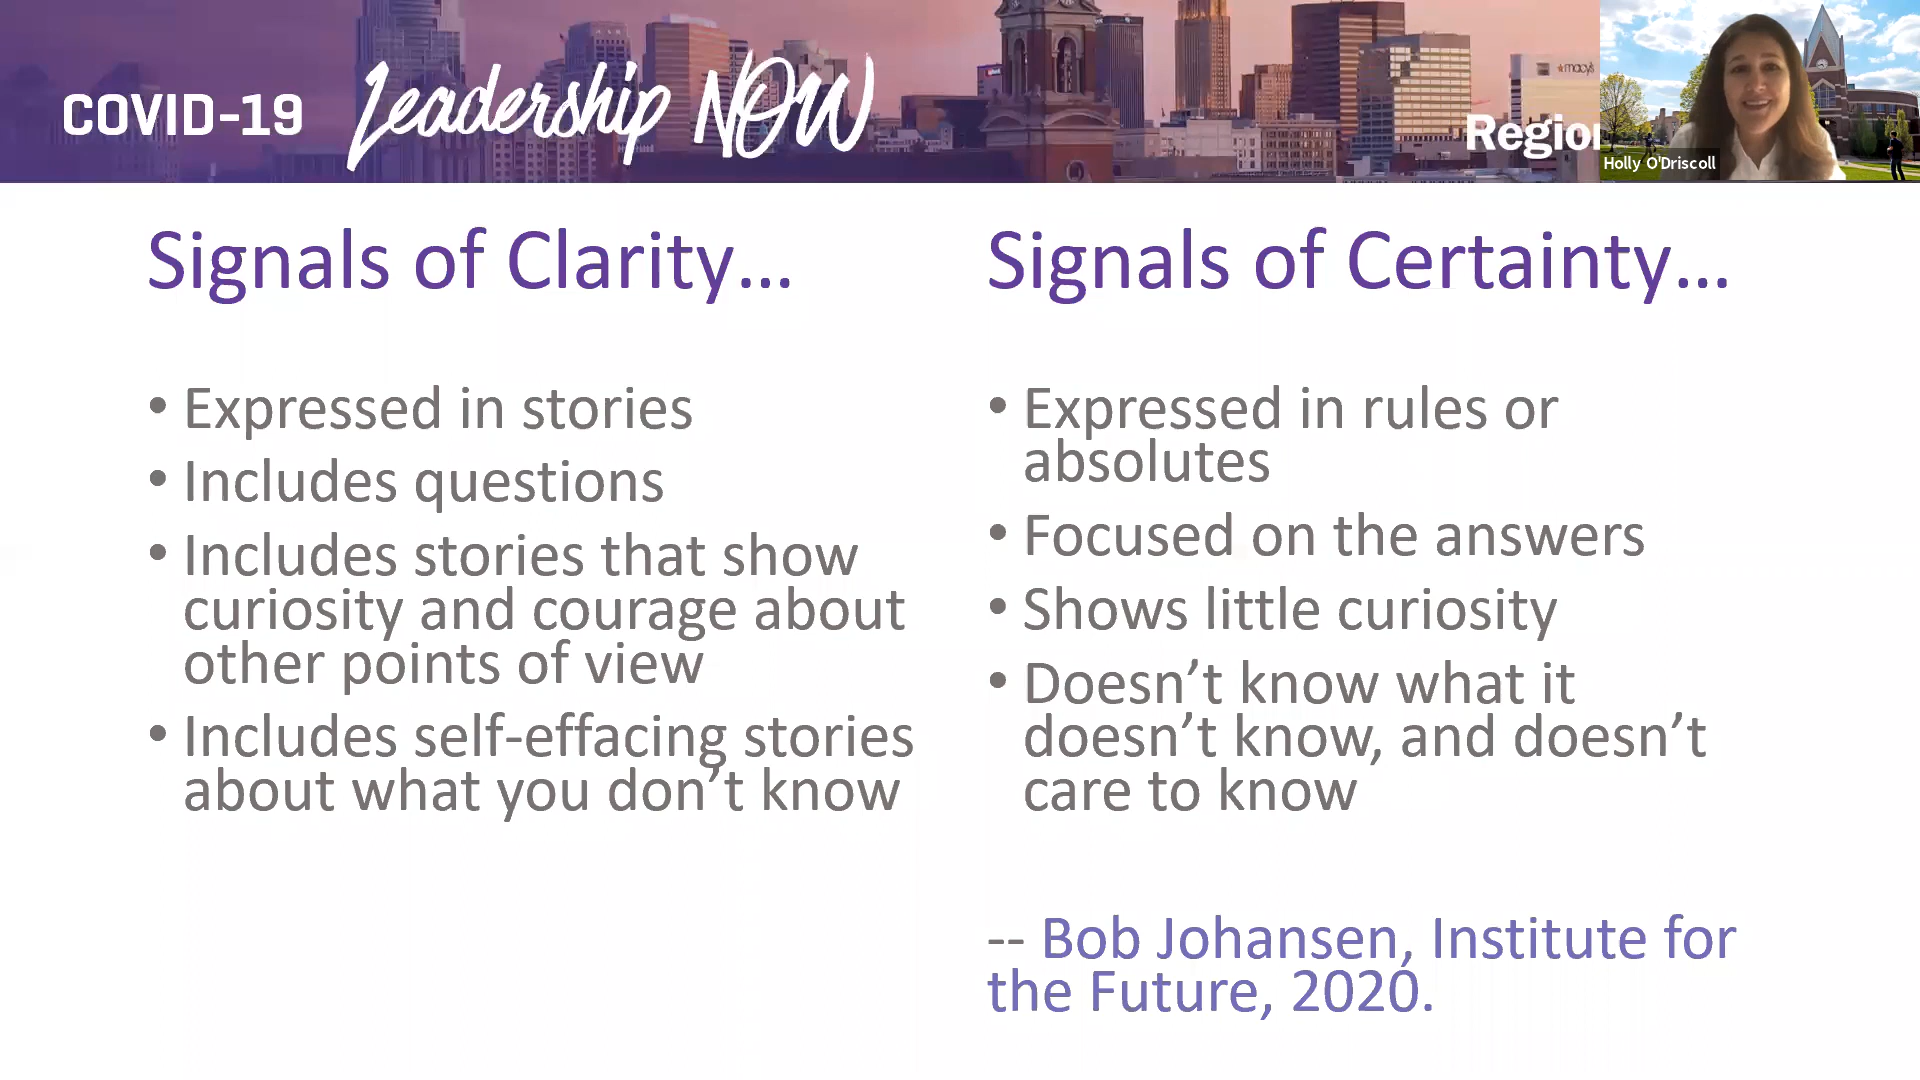 COVID-19 Leadership NOW
macy's
Holly O'Driscoll
Signals of Clarity...
• Expressed in stories
• Includes questions
• Includes stories that show
curiosity and courage about
other points of view
• Includes self-effacing stories
about what you don’t know
Signals of Certainty...
• Expressed in rules or
absolutes
• Focused on the answers
• Shows little curiosity
• Doesn’t know what it
doesn’t know, and doesn’t
care to know
-- Bob Johansen, Institute for
the Future, 2020.